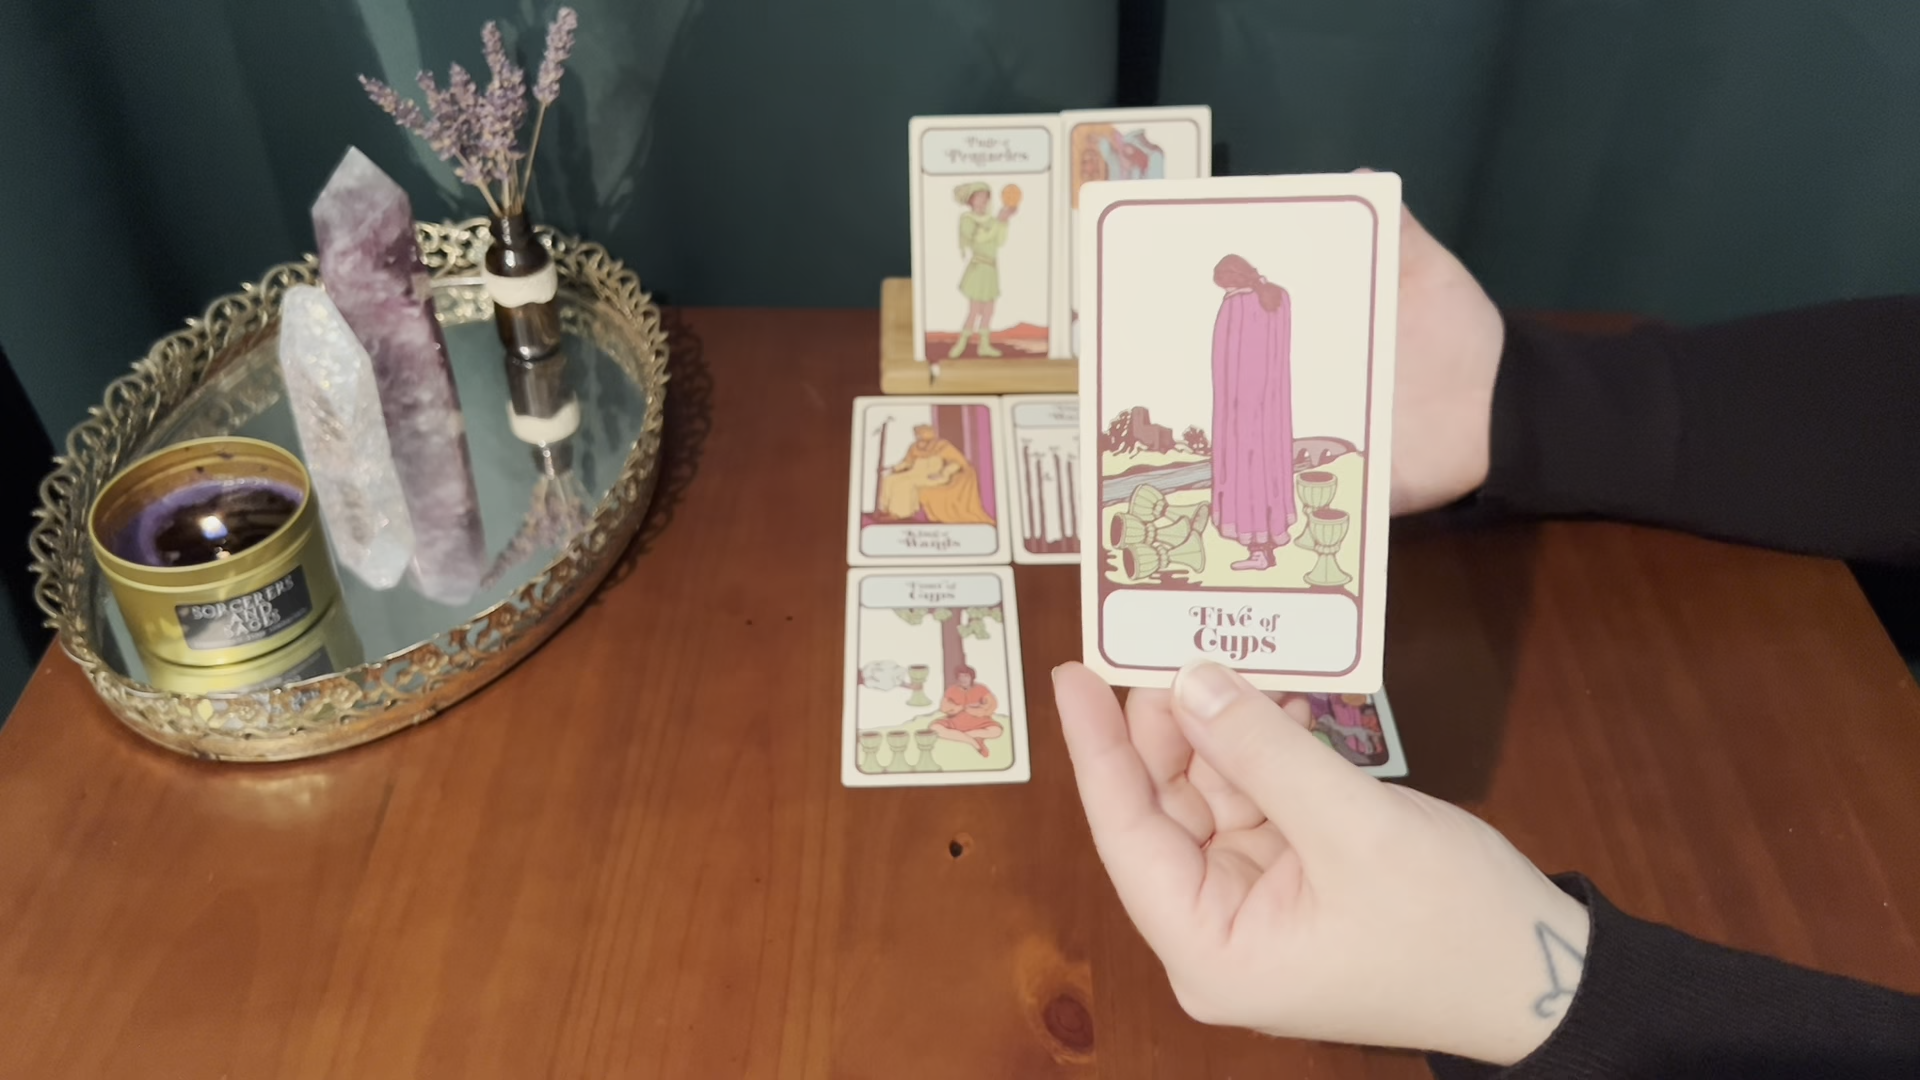 Page of
Pentacles
King of
Wands
Four of
Cups
Five of
Cups
SORCERERS
AND
SAGES